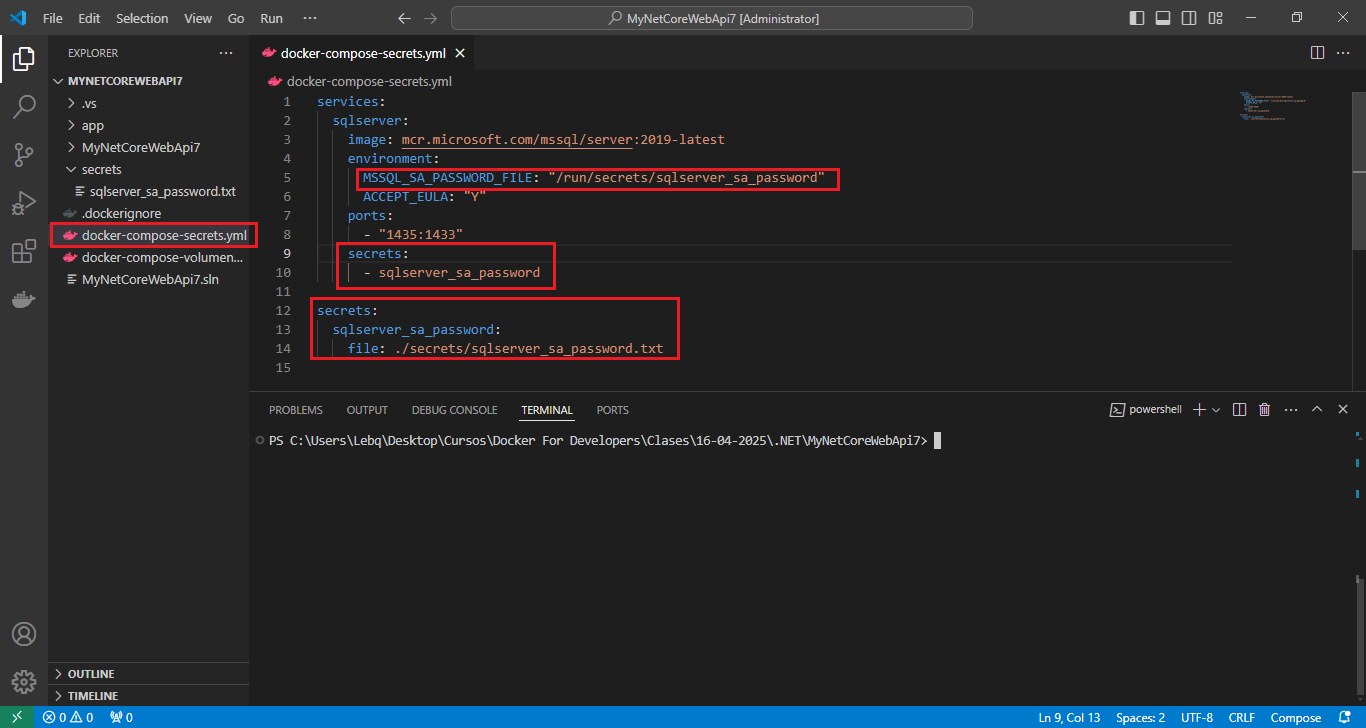 File Edit Selection View Go Run ··· MyNetCoreWebApi7 [Administrator]
EXPLORER ···
MYNETCOREWEBAPI7
.vs
app
MyNetCoreWebApi7
secrets
sqlserver_sa_password.txt
.dockerignore
docker-compose-secrets.yml
docker-compose-volumen...
MyNetCoreWebApi7.sln
OUTLINE
TIMELINE
docker-compose-secrets.yml
docker-compose-secrets.yml
1 services:
2 sqlserver:
3 image: mcr.microsoft.com/mssql/server:2019-latest
4 environment:
5 MSSQL_SA_PASSWORD_FILE: "/run/secrets/sqlserver_sa_password"
6 ACCEPT_EULA: "Y"
7 ports:
8 - "1435:1433"
9 secrets:
10 - sqlserver_sa_password
11
12 secrets:
13 sqlserver_sa_password:
14 file: ./secrets/sqlserver_sa_password.txt
15
PROBLEMS OUTPUT DEBUG CONSOLE TERMINAL PORTS powershell
PS C:\Users\Lebq\Desktop\Cursos\Docker For Developers\Clases\16-04-2025\.NET\MyNetCoreWebApi7>
0 0 0 Ln 9, Col 13 Spaces: 2 UTF-8 CRLF Compose